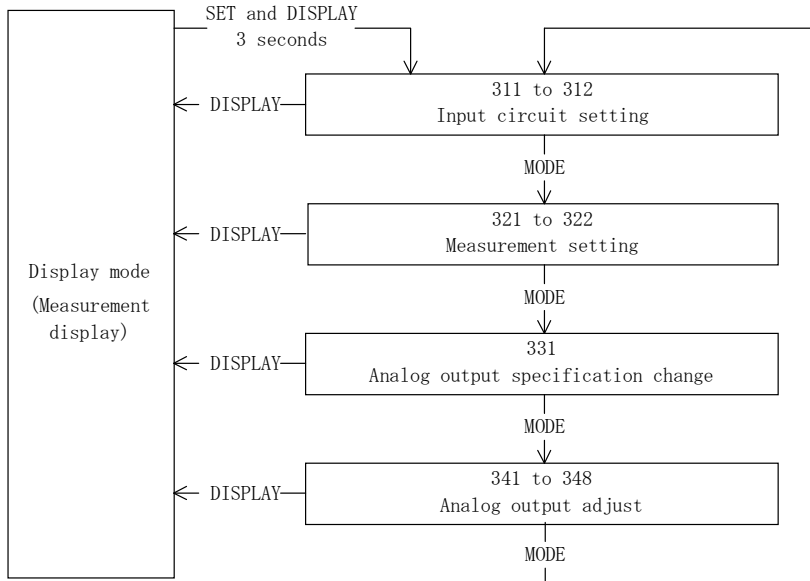 SET and DISPLAY
3 seconds
311 to 312
Input circuit setting
DISPLAY
MODE
321 to 322
Measurement setting
DISPLAY
Display mode
(Measurement
display)
MODE
331
Analog output specification change
DISPLAY
MODE
341 to 348
Analog output adjust
DISPLAY
MODE